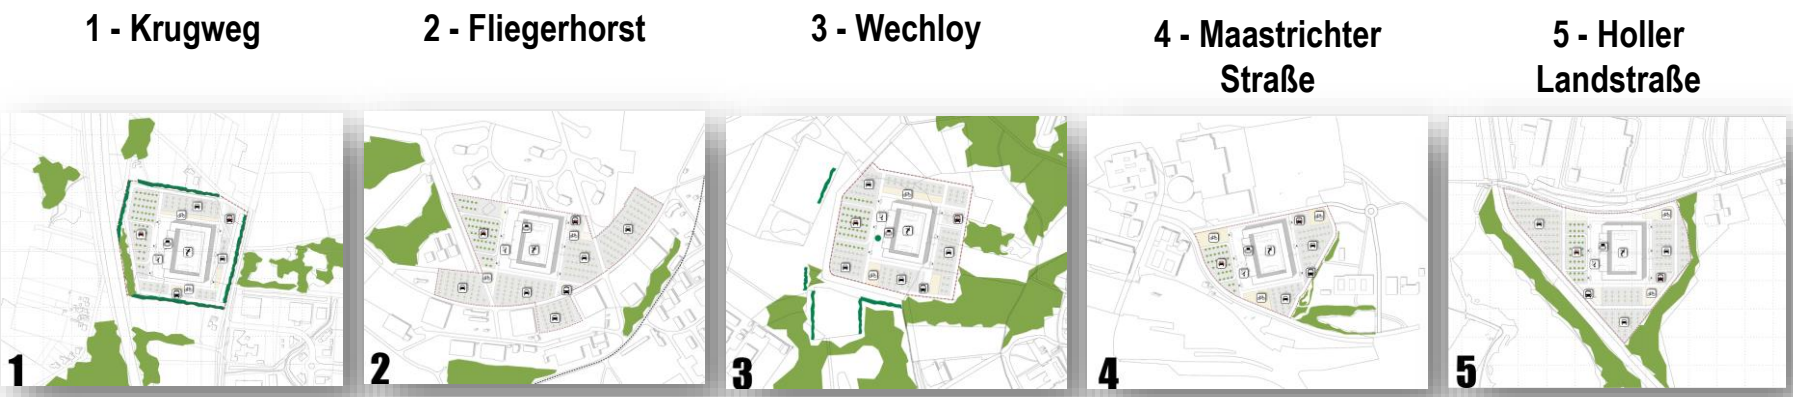 1 - Krugweg
2 - Fliegerhorst
3 - Wechloy
4 - Maastrichter
Straße
5 - Holler
Landstraße
1
2
3
4
5